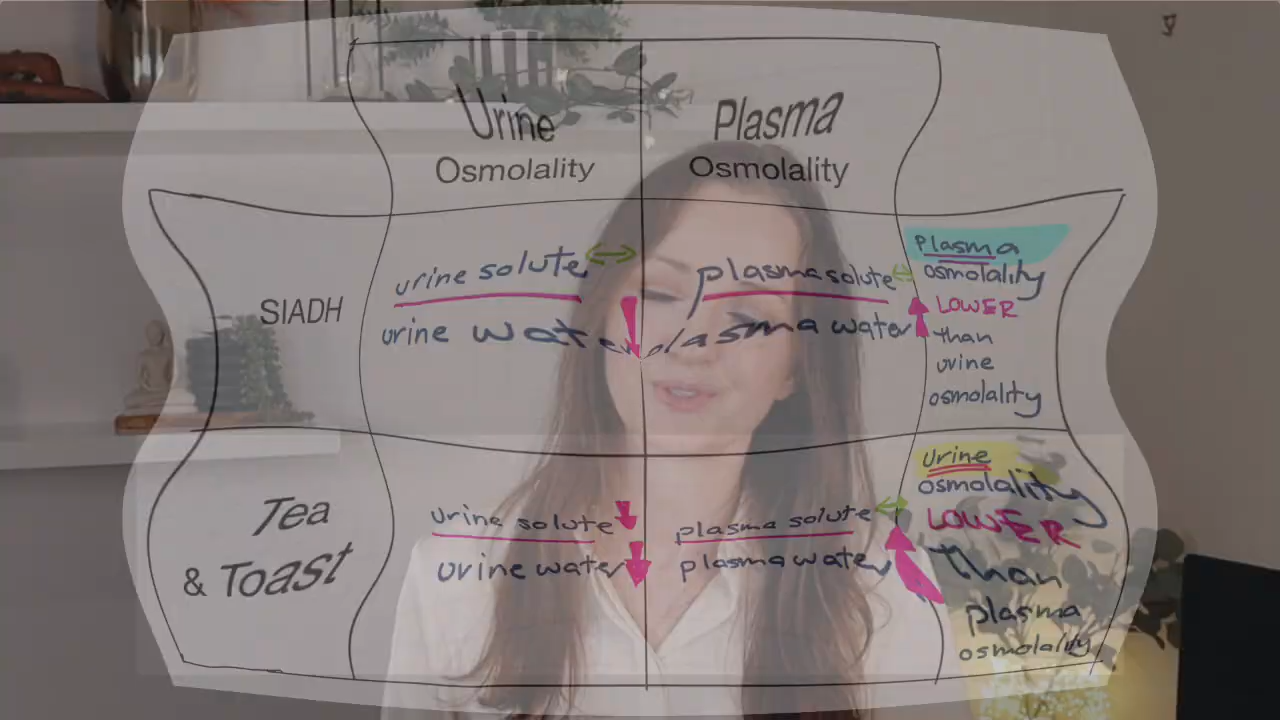 Urine
Osmolality
Plasma
Osmolality
SIADH
urine solute
urine water
plasma solute
plasma water
Plasma
osmolality
LOWER
than
urine
osmolality
Tea
& Toast
urine solute
urine water
plasma solute
plasma water
Urine
osmolality
LOWER
than
plasma
osmolality